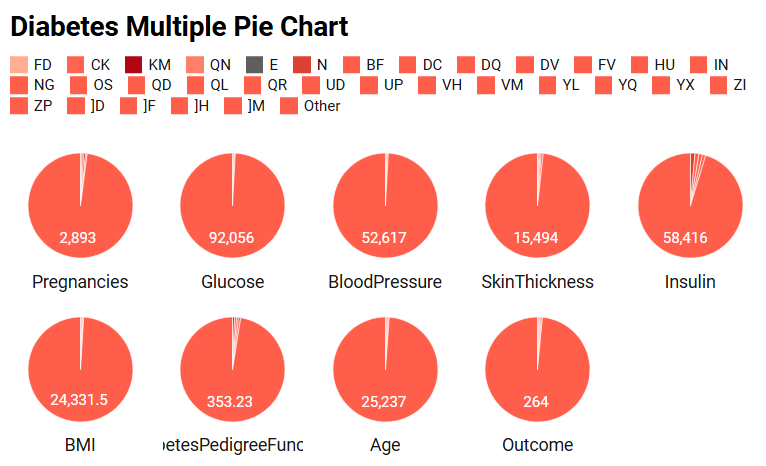 Diabetes Multiple Pie Chart
FD CK KM QN E N BF DC DQ DV FV HU IN
NG OS QD QL QR UD UP VH VM YL YQ YX ZI
ZP ]D ]F ]H ]M Other
2,893 92,056 52,617 15,494 58,416
Pregnancies Glucose BloodPressure SkinThickness Insulin
24,331.5 353.23 25,237 264
BMI betesPedigreeFunc Age Outcome